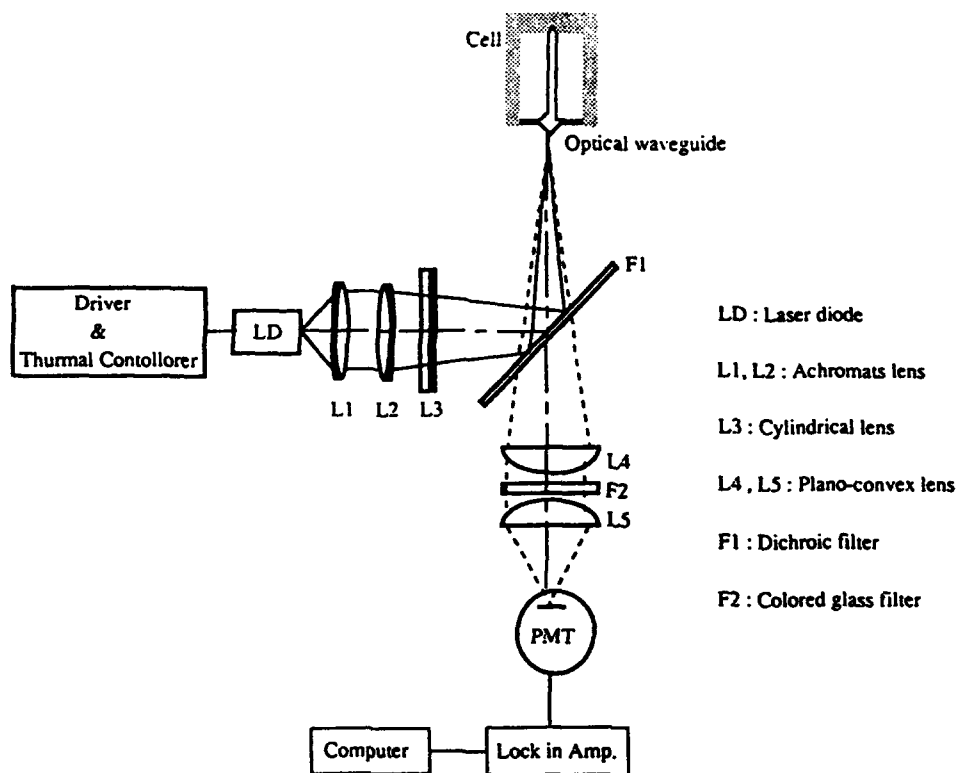 Cell
Optical waveguide
F1
Driver
&
Thurmal Contollorer
LD
L1
L2
L3
L4
F2
L5
PMT
Computer
Lock in Amp.
LD : Laser diode
L1, L2 : Achromats lens
L3 : Cylindrical lens
L4 , L5 : Plano-convex lens
F1 : Dichroic filter
F2 : Colored glass filter